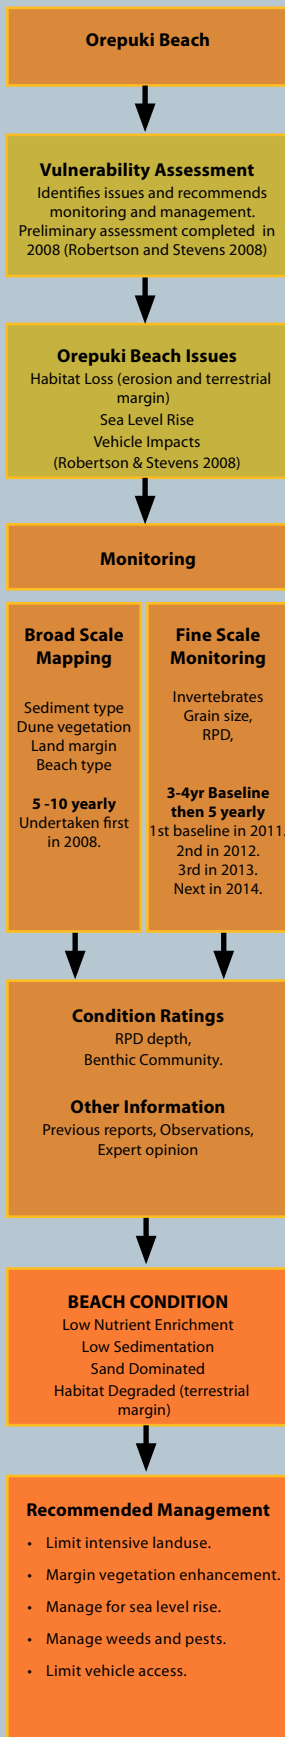 Orepuki Beach
Vulnerability Assessment
Identifies issues and recommends
monitoring and management.
Preliminary assessment completed in
2008 (Robertson and Stevens 2008)
Orepuki Beach Issues
Habitat Loss (erosion and terrestrial
margin)
Sea Level Rise
Vehicle Impacts
(Robertson & Stevens 2008)
Monitoring
Broad Scale
Mapping
Sediment type
Dune vegetation
Land margin
Beach type
5 -10 yearly
Undertaken first
in 2008.
Fine Scale
Monitoring
Invertebrates
Grain size,
RPD,
3-4yr Baseline
then 5 yearly
1st baseline in 2011.
2nd in 2012.
3rd in 2013.
Next in 2014.
Condition Ratings
RPD depth,
Benthic Community.
Other Information
Previous reports, Observations,
Expert opinion
BEACH CONDITION
Low Nutrient Enrichment
Low Sedimentation
Sand Dominated
Habitat Degraded (terrestrial
margin)
Recommended Management
• Limit intensive landuse.
• Margin vegetation enhancement.
• Manage for sea level rise.
• Manage weeds and pests.
• Limit vehicle access.